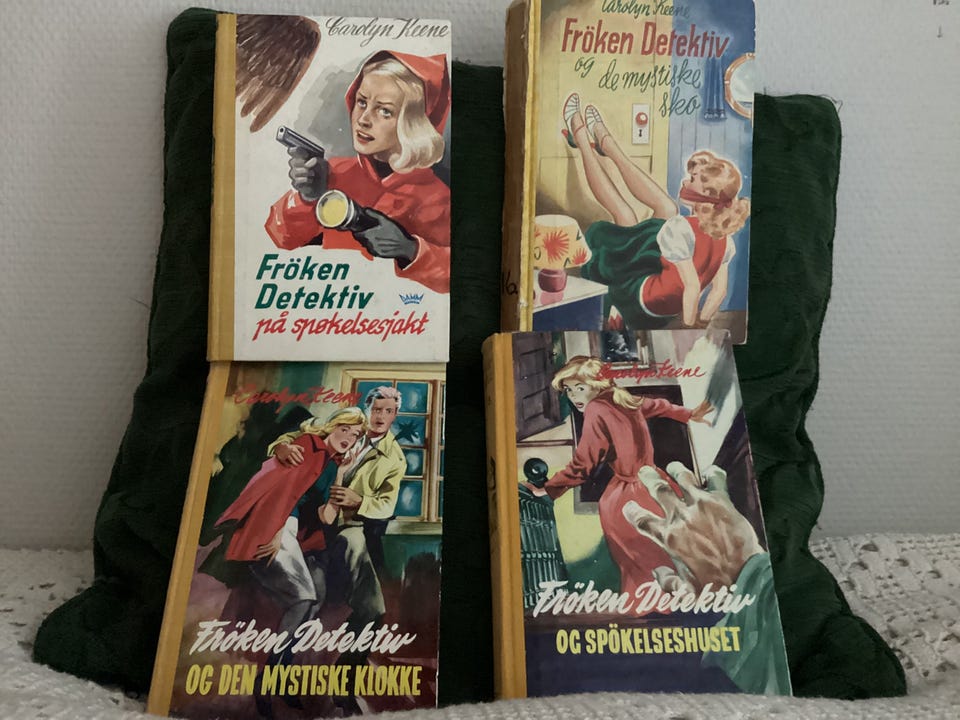 Carolyn Keene
Fröken
Detektiv
DAMM
på spøkelsesjakt
Carolyn Keene
Fröken Detektiv
og
de mystiske
sko
Carolyn Keene
Fröken Detektiv
OG DEN MYSTISKE KLOKKE
Carolyn Keene
Fröken Detektiv
OG SPÖKELSESHUSET